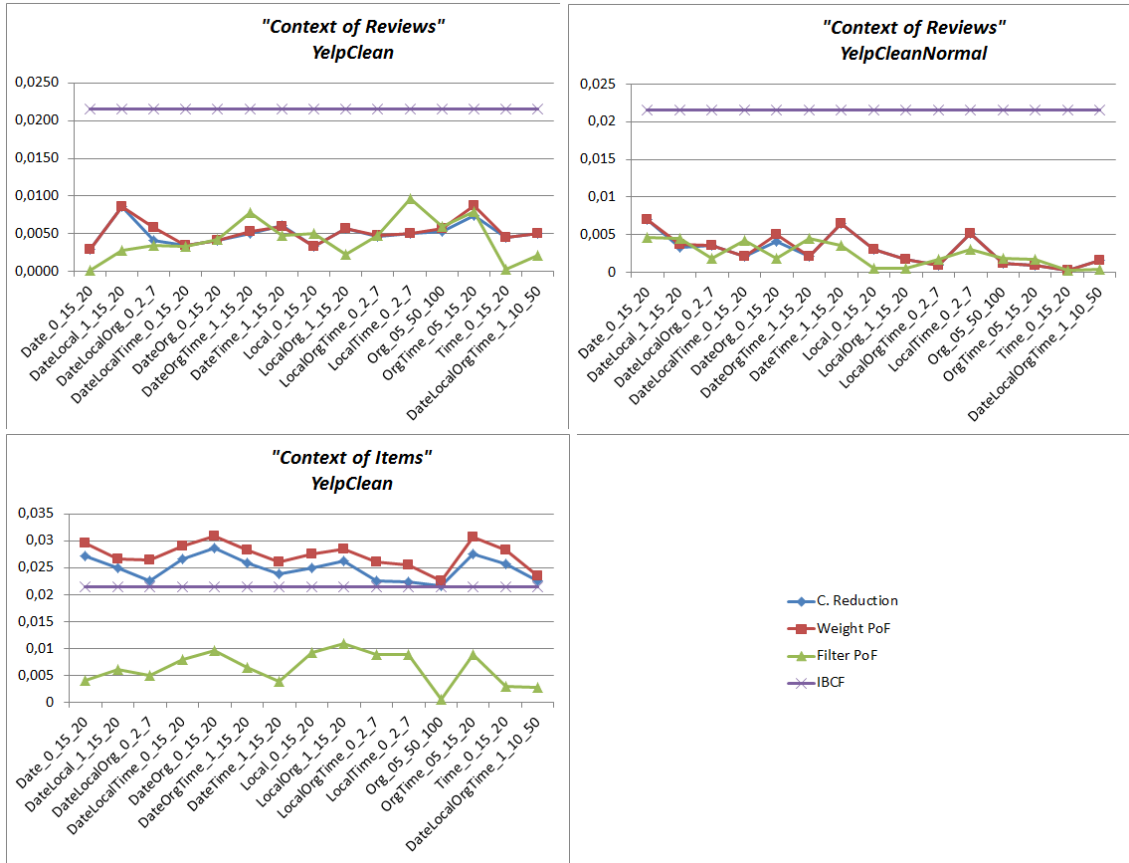 "Context of Reviews"
YelpClean
0,0250
0,0200
0,0150
0,0100
0,0050
0,0000
Date_0_15_20
DateLocal_1_15_20
DateLocalOrg_0_2_7
DateLocalTime_0_15_20
DateOrg_0_15_20
DateOrgTime_1_15_20
DateTime_1_15_20
Local_0_15_20
LocalOrg_1_15_20
LocalOrgTime_0_2_7
LocalTime_0_2_7
Org_05_50_100
OrgTime_05_15_20
Time_0_15_20
DateLocalOrgTime_1_10_50
"Context of Reviews"
YelpCleanNormal
0,025
0,02
0,015
0,01
0,005
0
Date_0_15_20
DateLocal_1_15_20
DateLocalOrg_0_2_7
DateLocalTime_0_15_20
DateOrg_0_15_20
DateOrgTime_1_15_20
DateTime_1_15_20
Local_0_15_20
LocalOrg_1_15_20
LocalOrgTime_0_2_7
LocalTime_0_2_7
Org_05_50_100
OrgTime_05_15_20
Time_0_15_20
DateLocalOrgTime_1_10_50
"Context of Items"
YelpClean
0,035
0,03
0,025
0,02
0,015
0,01
0,005
0
Date_0_15_20
DateLocal_1_15_20
DateLocalOrg_0_2_7
DateLocalTime_0_15_20
DateOrg_0_15_20
DateOrgTime_1_15_20
DateTime_1_15_20
Local_0_15_20
LocalOrg_1_15_20
LocalOrgTime_0_2_7
LocalTime_0_2_7
Org_05_50_100
OrgTime_05_15_20
Time_0_15_20
DateLocalOrgTime_1_10_50
C. Reduction
Weight PoF
Filter PoF
IBCF